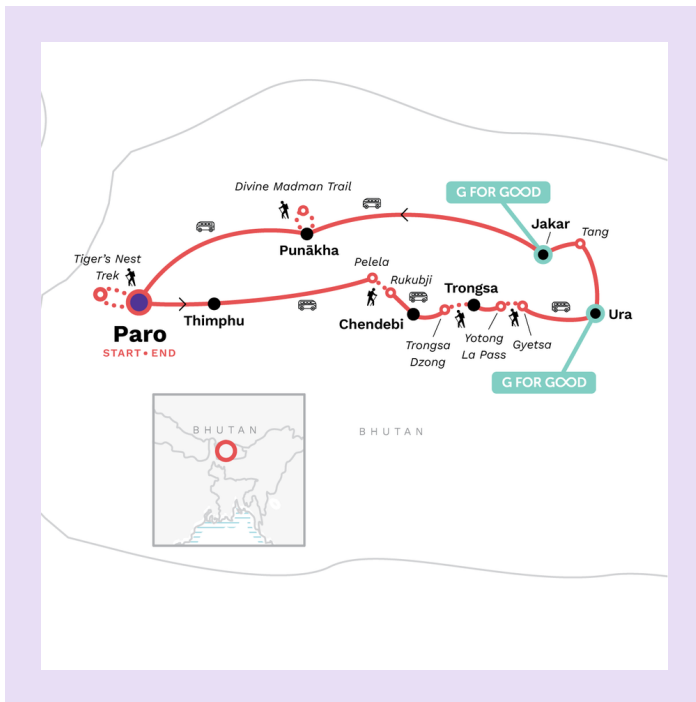 Divine Madman Trail
G FOR GOOD
Jakar
Tang
Punākha
Tiger's Nest
Trek
Pelela
Rukubji
Trongsa
Thimphu
Chendebi
Ura
Paro
START • END
Trongsa
Dzong
Yotong
La Pass
Gyetsa
G FOR GOOD
BHUTAN
BHUTAN